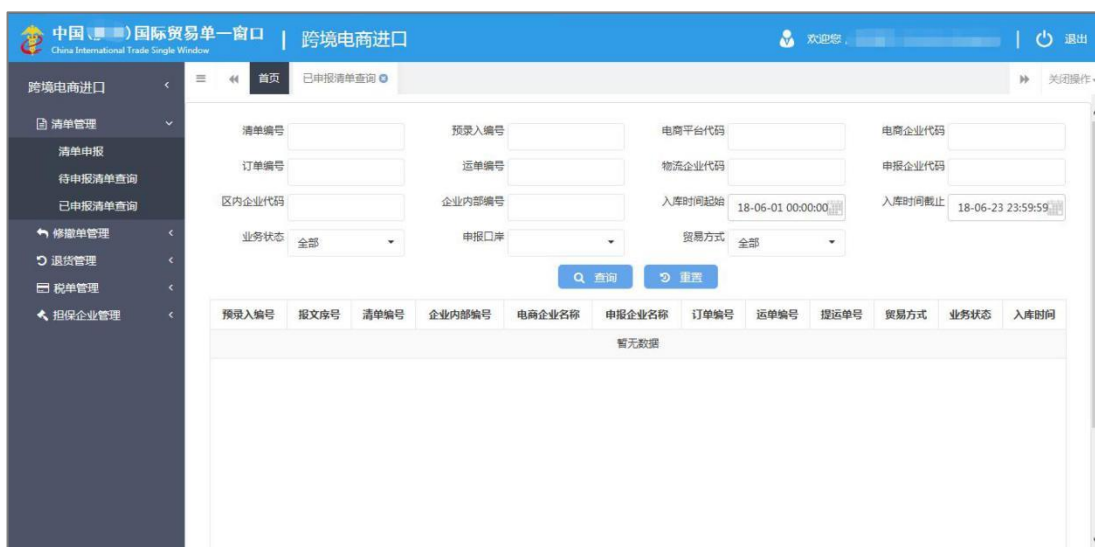 中国( )国际贸易单一窗口 | 跨境电商进口 欢迎您, | 退出
China International Trade Single Window
跨境电商进口
首页 已申报清单查询 关闭操作
清单管理
清单申报
待申报清单查询
已申报清单查询
修撤单管理
退货管理
税单管理
担保企业管理
清单编号 预录入编号 电商平台代码 电商企业代码
订单编号 运单编号 物流企业代码 申报企业代码
区内企业代码 企业内部编号 入库时间起始 18-06-01 00:00:00 入库时间截止 18-06-23 23:59:59
业务状态 全部 申报口岸 贸易方式 全部
查询 重置
预录入编号 报文序号 清单编号 企业内部编号 电商企业名称 申报企业名称 订单编号 运单编号 提运单号 贸易方式 业务状态 入库时间
暂无数据